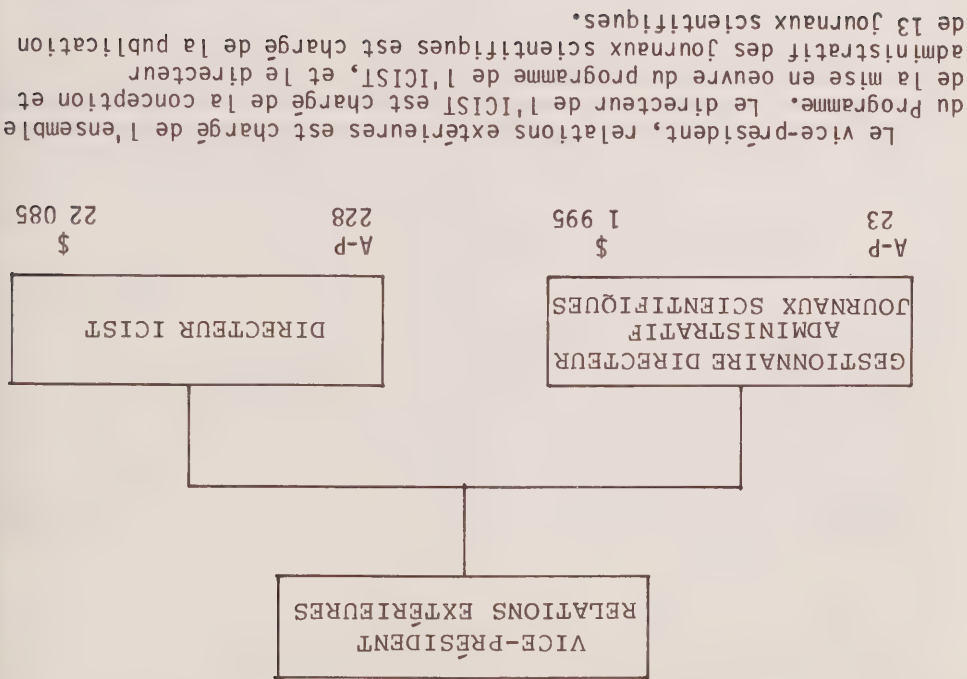 VICE-PRÉSIDENT
RELATIONS EXTÉRIEURES
GESTIONNAIRE DIRECTEUR
ADMINISTRATIF
JOURNAUX SCIENTIFIQUES
DIRECTEUR ICIST
A-P $
23 1 995
A-P $
228 22 085
Le vice-président, relations extérieures est chargé de l'ensemble
du Programme. Le directeur de l'ICIST est chargé de la conception et
de la mise en oeuvre du programme de l'ICIST, et le directeur
administratif des journaux scientifiques est chargé de la publication
de 13 journaux scientifiques.